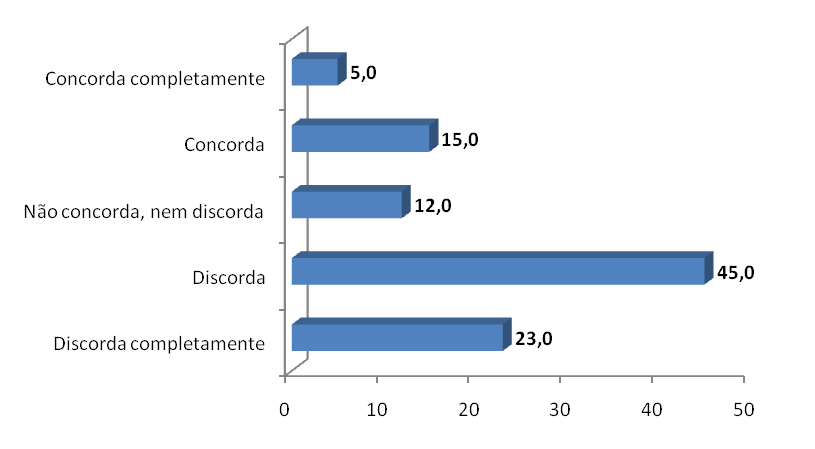 Concorda completamente 5,0
Concorda 15,0
Não concorda, nem discorda 12,0
Discorda 45,0
Discorda completamente 23,0
0 10 20 30 40 50